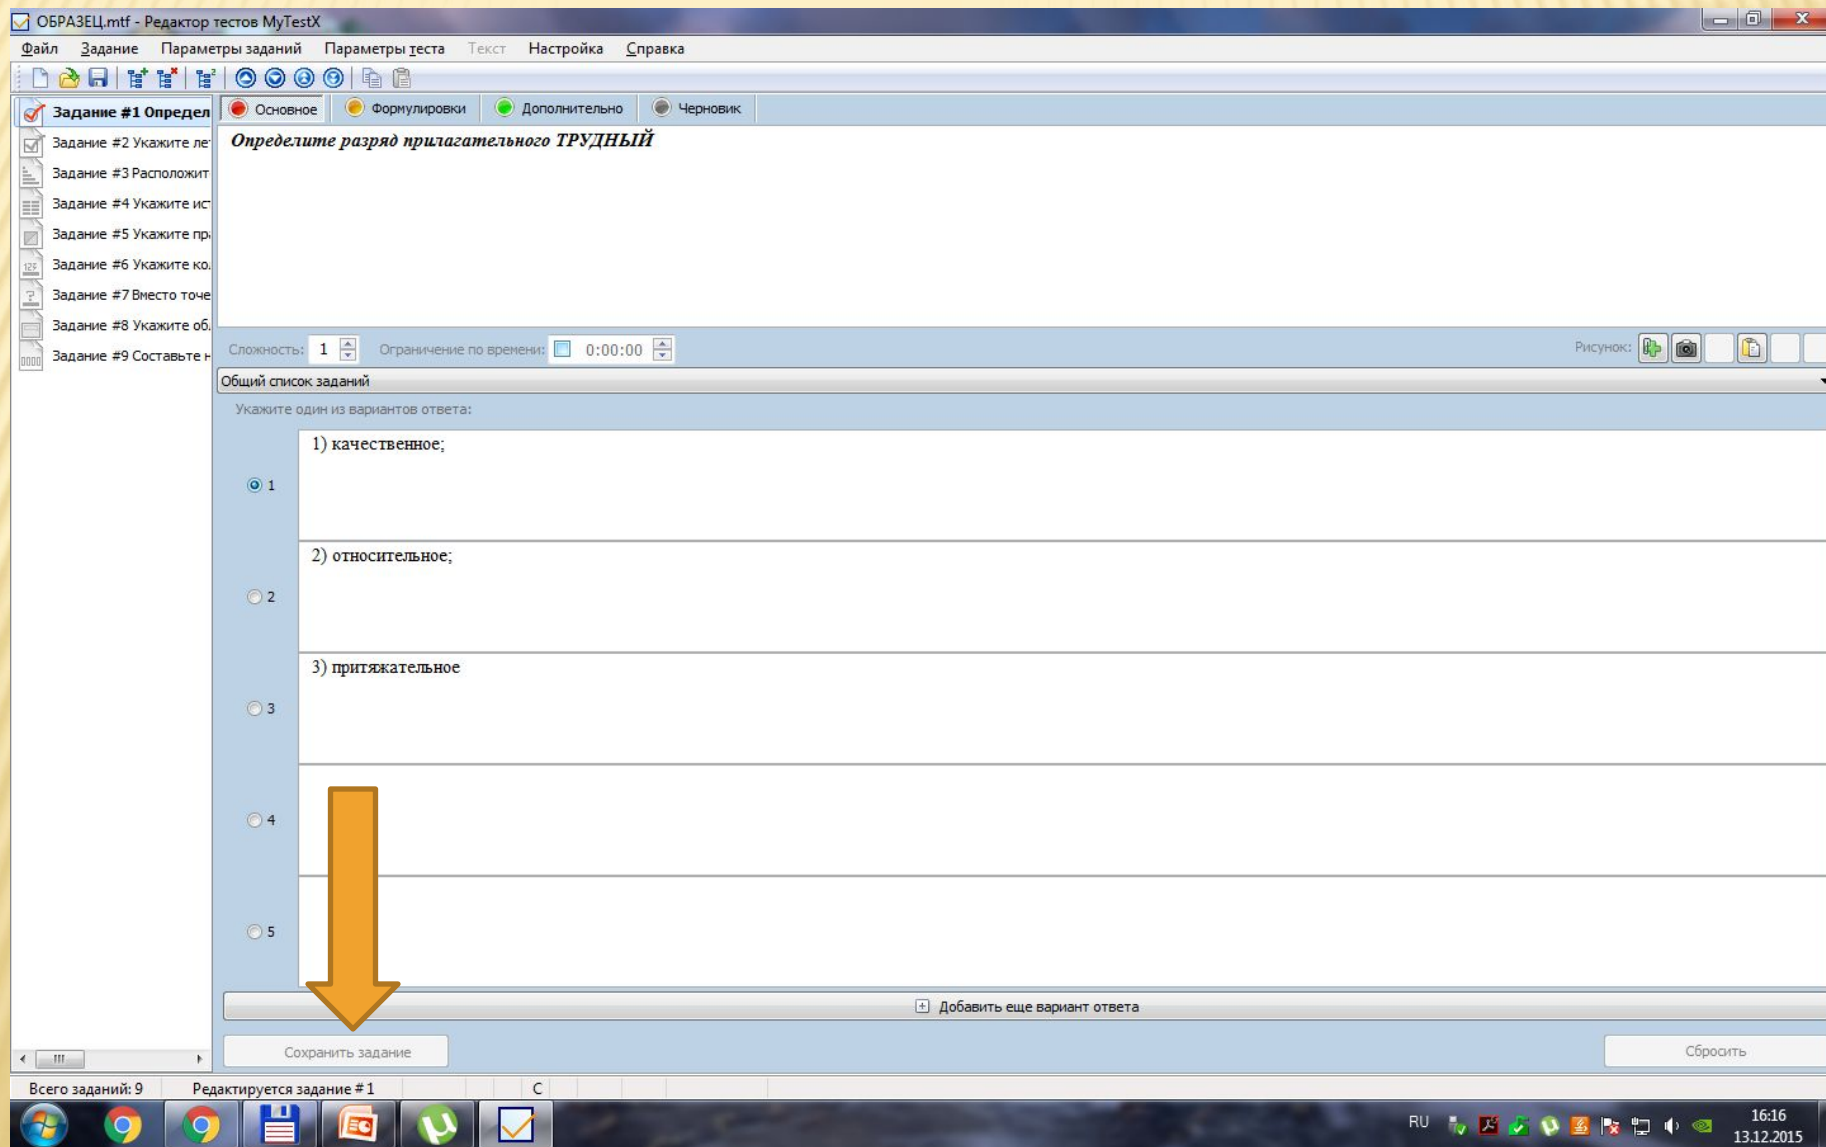 ОБРАЗЕЦ.mtf - Редактор тестов MyTestX
Файл Задание Параметры заданий Параметры теста Текст Настройка Справка
Основное Формулировки Дополнительно Черновик
Задание #1 Определ
Задание #2 Укажите ле
Задание #3 Расположит
Задание #4 Укажите ис
Задание #5 Укажите пр
Задание #6 Укажите ко
Задание #7 Вместо точе
Задание #8 Укажите об
Задание #9 Составьте н
Определите разряд прилагательного ТРУДНЫЙ
Сложность: 1 Ограничение по времени: 0:00:00 Рисунок:
Общий список заданий
Укажите один из вариантов ответа:
1) качественное;
1
2) относительное;
2
3) притяжательное
3
4
5
Добавить еще вариант ответа
Сохранить задание Сбросить
Всего заданий: 9 Редактируется задание # 1 С
RU 16:16
13.12.2015